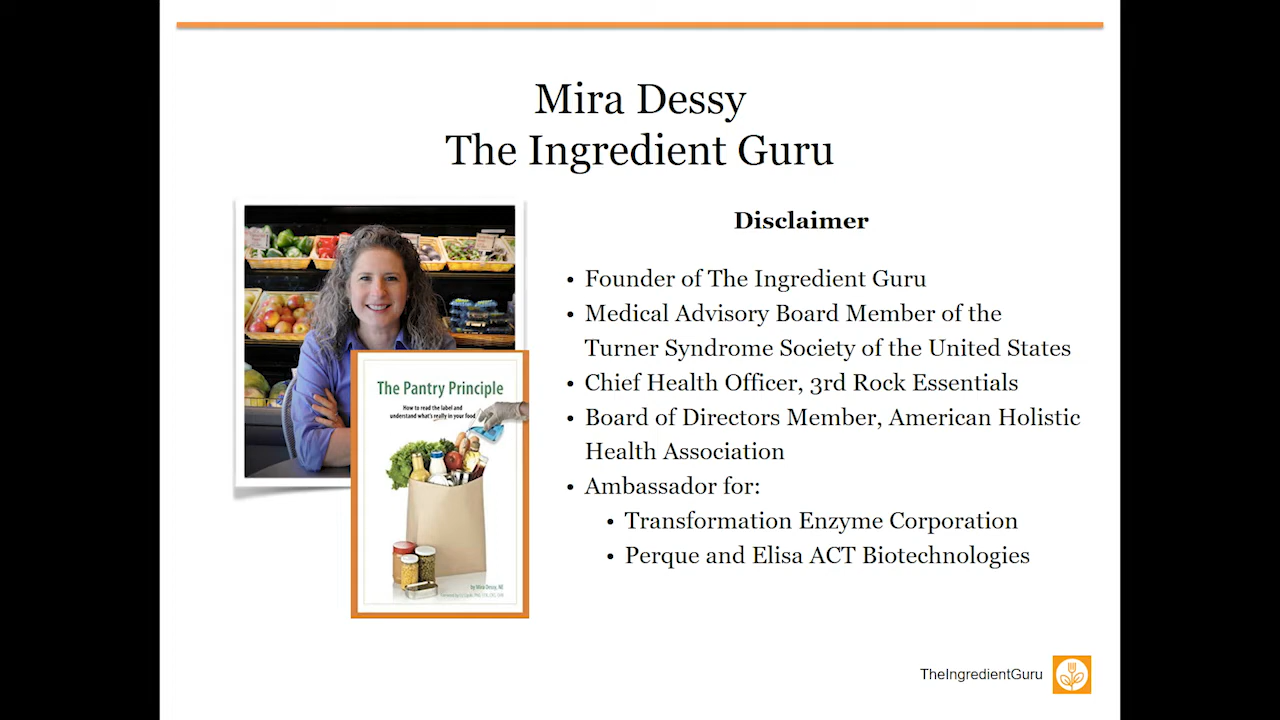 Mira Dessy
The Ingredient Guru
Disclaimer
• Founder of The Ingredient Guru
• Medical Advisory Board Member of the
Turner Syndrome Society of the United States
• Chief Health Officer, 3rd Rock Essentials
• Board of Directors Member, American Holistic
Health Association
• Ambassador for:
• Transformation Enzyme Corporation
• Perque and Elisa ACT Biotechnologies
The Pantry Principle
How to read the label and
understand what's really in your food
by Mira Dessy, NE
TheIngredientGuru